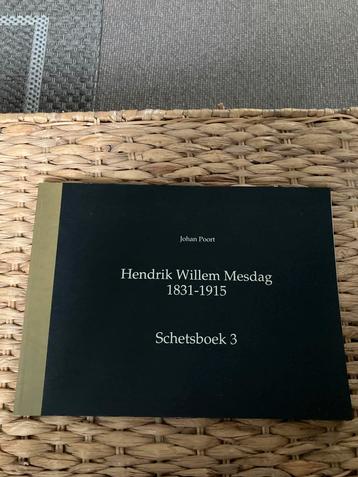 Johan Poort
Hendrik Willem Mesdag
1831-1915
Schetsboek 3